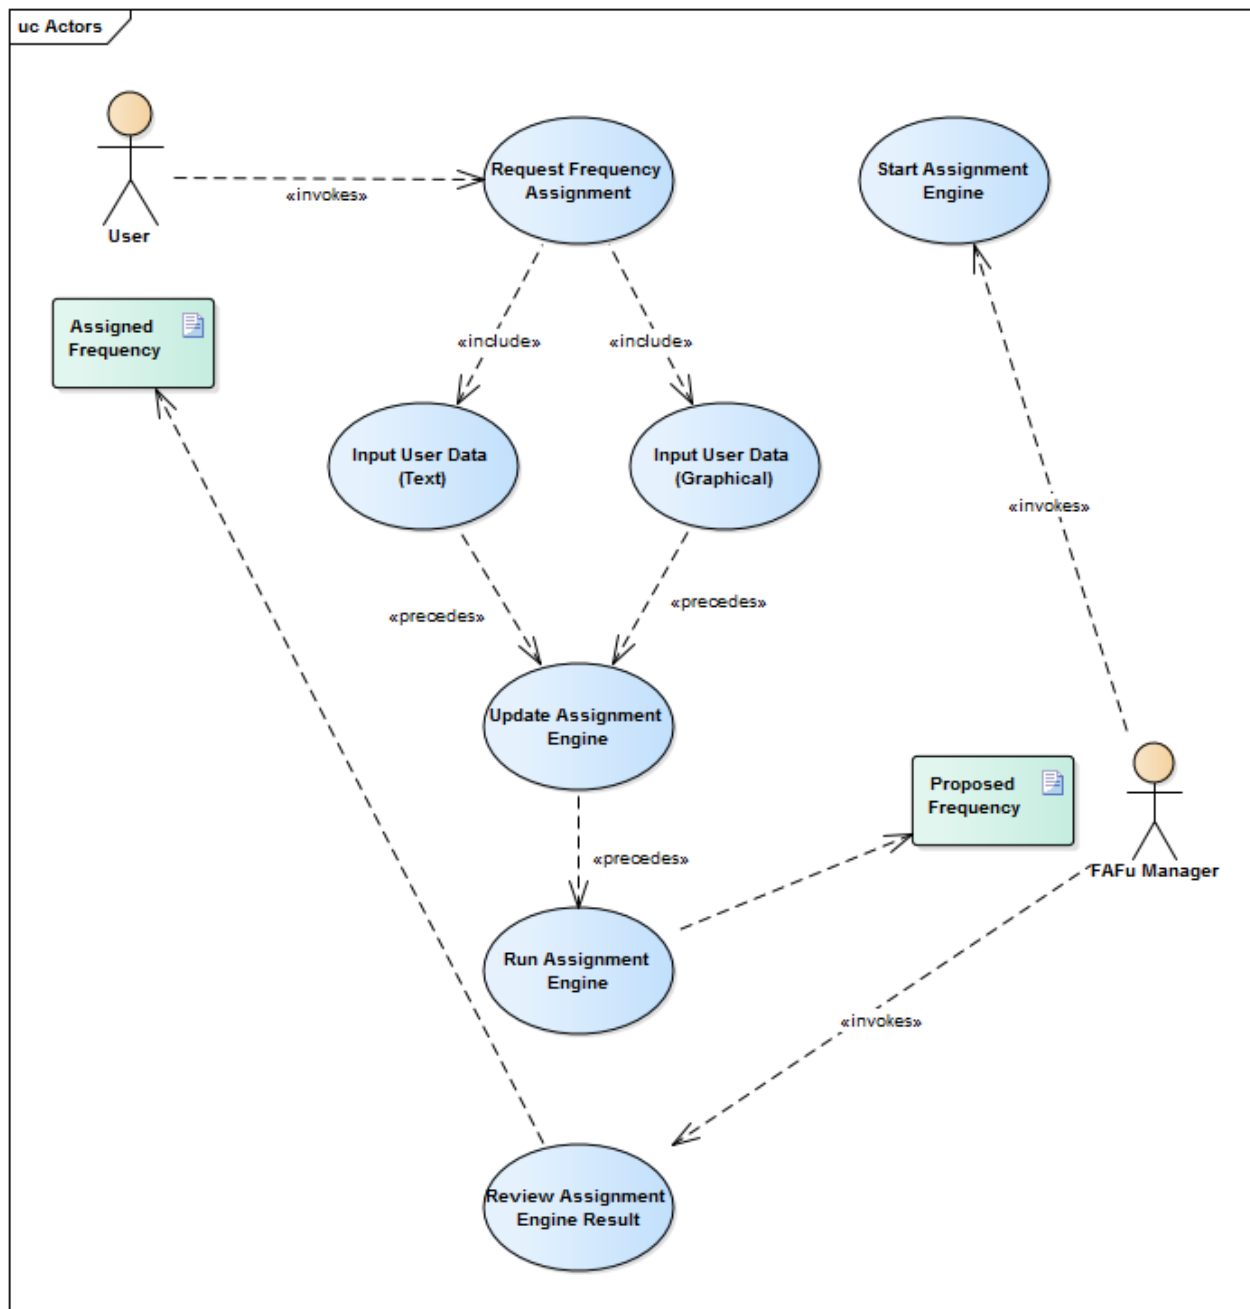 uc Actors
User
«invokes»
Request Frequency
Assignment
Start Assignment
Engine
Assigned
Frequency
«include»
«include»
Input User Data
(Text)
Input User Data
(Graphical)
«invokes»
«precedes»
«precedes»
Update Assignment
Engine
Proposed
Frequency
«precedes»
FAFu Manager
Run Assignment
Engine
«invokes»
Review Assignment
Engine Result